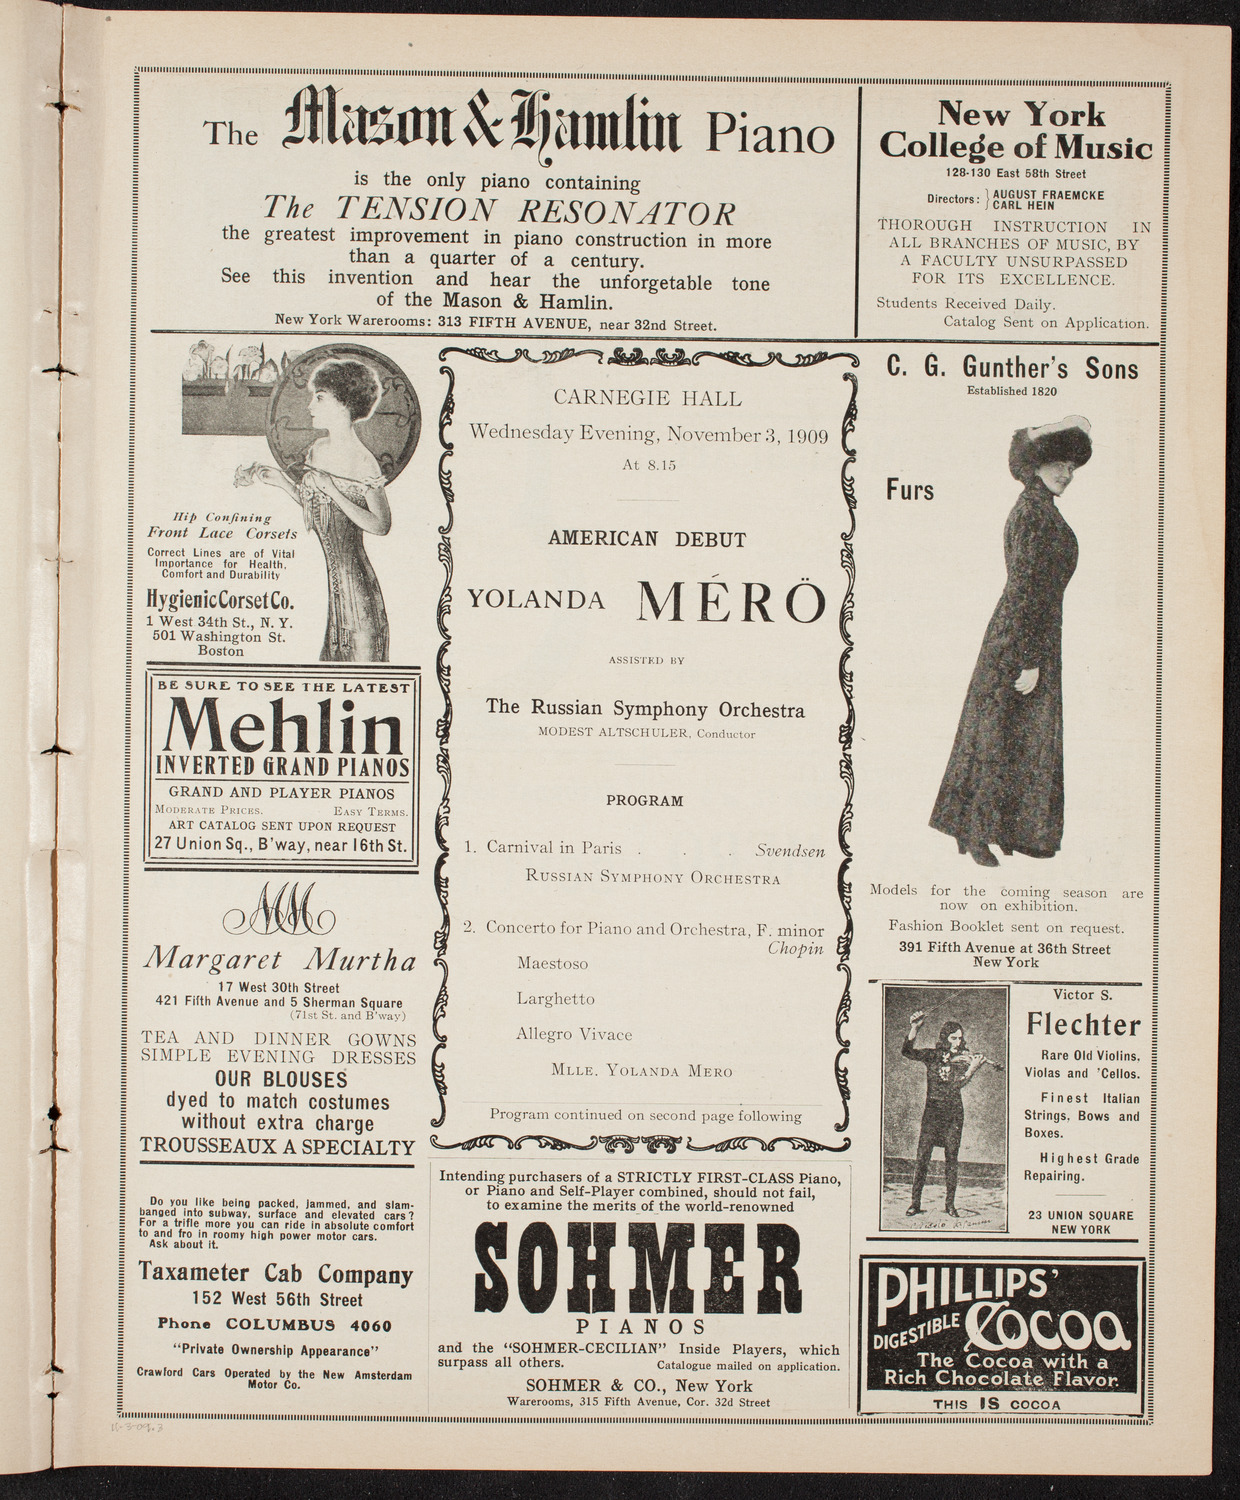 The Mason & Hamlin Piano
is the only piano containing
The TENSION RESONATOR
the greatest improvement in piano construction in more
than a quarter of a century.
See this invention and hear the unforgetable tone
of the Mason & Hamlin.
New York Warerooms: 313 FIFTH AVENUE, near 32nd Street.
New York
College of Music
128-130 East 58th Street
Directors: } AUGUST FRAEMCKE
CARL HEIN
THOROUGH INSTRUCTION IN
ALL BRANCHES OF MUSIC, BY
A FACULTY UNSURPASSED
FOR ITS EXCELLENCE.
Students Received Daily.
Catalog Sent on Application.
Hip Confining
Front Lace Corsets
Correct Lines are of Vital
Importance for Health,
Comfort and Durability
Hygienic Corset Co.
1 West 34th St., N. Y.
501 Washington St.
Boston
BE SURE TO SEE THE LATEST
Mehlin
INVERTED GRAND PIANOS
GRAND AND PLAYER PIANOS
MODERATE PRICES. EASY TERMS.
ART CATALOG SENT UPON REQUEST
27 Union Sq., B'way, near 16th St.
MM
Margaret Murtha
17 West 30th Street
421 Fifth Avenue and 5 Sherman Square
(71st St. and B'way)
TEA AND DINNER GOWNS
SIMPLE EVENING DRESSES
OUR BLOUSES
dyed to match costumes
without extra charge
TROUSSEAUX A SPECIALTY
Do you like being packed, jammed, and slam-
banged into subway, surface and elevated cars?
For a trifle more you can ride in absolute comfort
to and fro in roomy high power motor cars.
Ask about it.
Taxameter Cab Company
152 West 56th Street
Phone COLUMBUS 4060
"Private Ownership Appearance"
Crawford Cars Operated by the New Amsterdam
Motor Co.
CARNEGIE HALL
Wednesday Evening, November 3, 1909
At 8.15
AMERICAN DEBUT
YOLANDA MÉRÖ
ASSISTED BY
The Russian Symphony Orchestra
MODEST ALTSCHULER, Conductor
PROGRAM
1. Carnival in Paris . . . Svendsen
RUSSIAN SYMPHONY ORCHESTRA
2. Concerto for Piano and Orchestra, F. minor
Chopin
Maestoso
Larghetto
Allegro Vivace
MLLE. YOLANDA MERO
Program continued on second page following
Intending purchasers of a STRICTLY FIRST-CLASS Piano,
or Piano and Self-Player combined, should not fail,
to examine the merits of the world-renowned
SOHMER
PIANOS
and the "SOHMER-CECILIAN" Inside Players, which
surpass all others. Catalogue mailed on application.
SOHMER & CO., New York
Warerooms, 315 Fifth Avenue, Cor. 32d Street
C. G. Gunther's Sons
Established 1820
Furs
Models for the coming season are
now on exhibition.
Fashion Booklet sent on request.
391 Fifth Avenue at 36th Street
New York
Victor S.
Flechter
Rare Old Violins,
Violas and 'Cellos.
Finest Italian
Strings, Bows and
Boxes.
Highest Grade
Repairing.
23 UNION SQUARE
NEW YORK
PHILLIPS'
DIGESTIBLE COCOA
The Cocoa with a
Rich Chocolate Flavor.
THIS IS COCOA
11-3-09.3